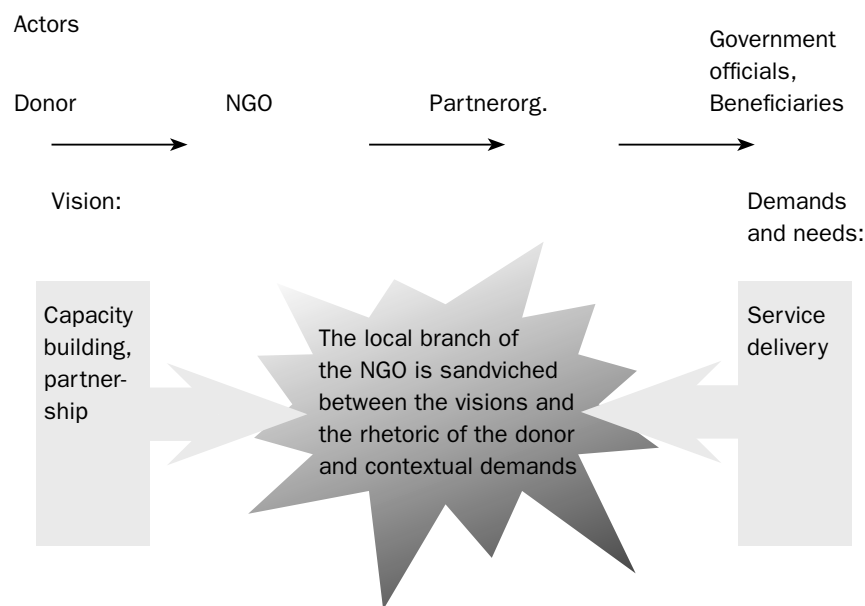 Actors
Donor
NGO
Partnerorg.
Government
officials,
Beneficiaries
Vision:
Demands
and needs:
Capacity
building,
partner-
ship
The local branch of
the NGO is sandviched
between the visions and
the rhetoric of the donor
and contextual demands
Service
delivery